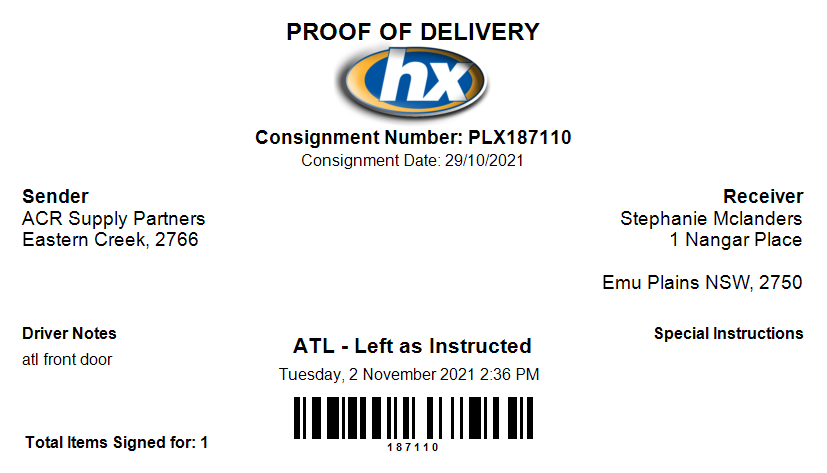 PROOF OF DELIVERY
hx
Consignment Number: PLX187110
Consignment Date: 29/10/2021
Sender
ACR Supply Partners
Eastern Creek, 2766
Receiver
Stephanie Mclanders
1 Nangar Place
Emu Plains NSW, 2750
Driver Notes
atl front door
ATL - Left as Instructed
Tuesday, 2 November 2021 2:36 PM
Special Instructions
187110
Total Items Signed for: 1